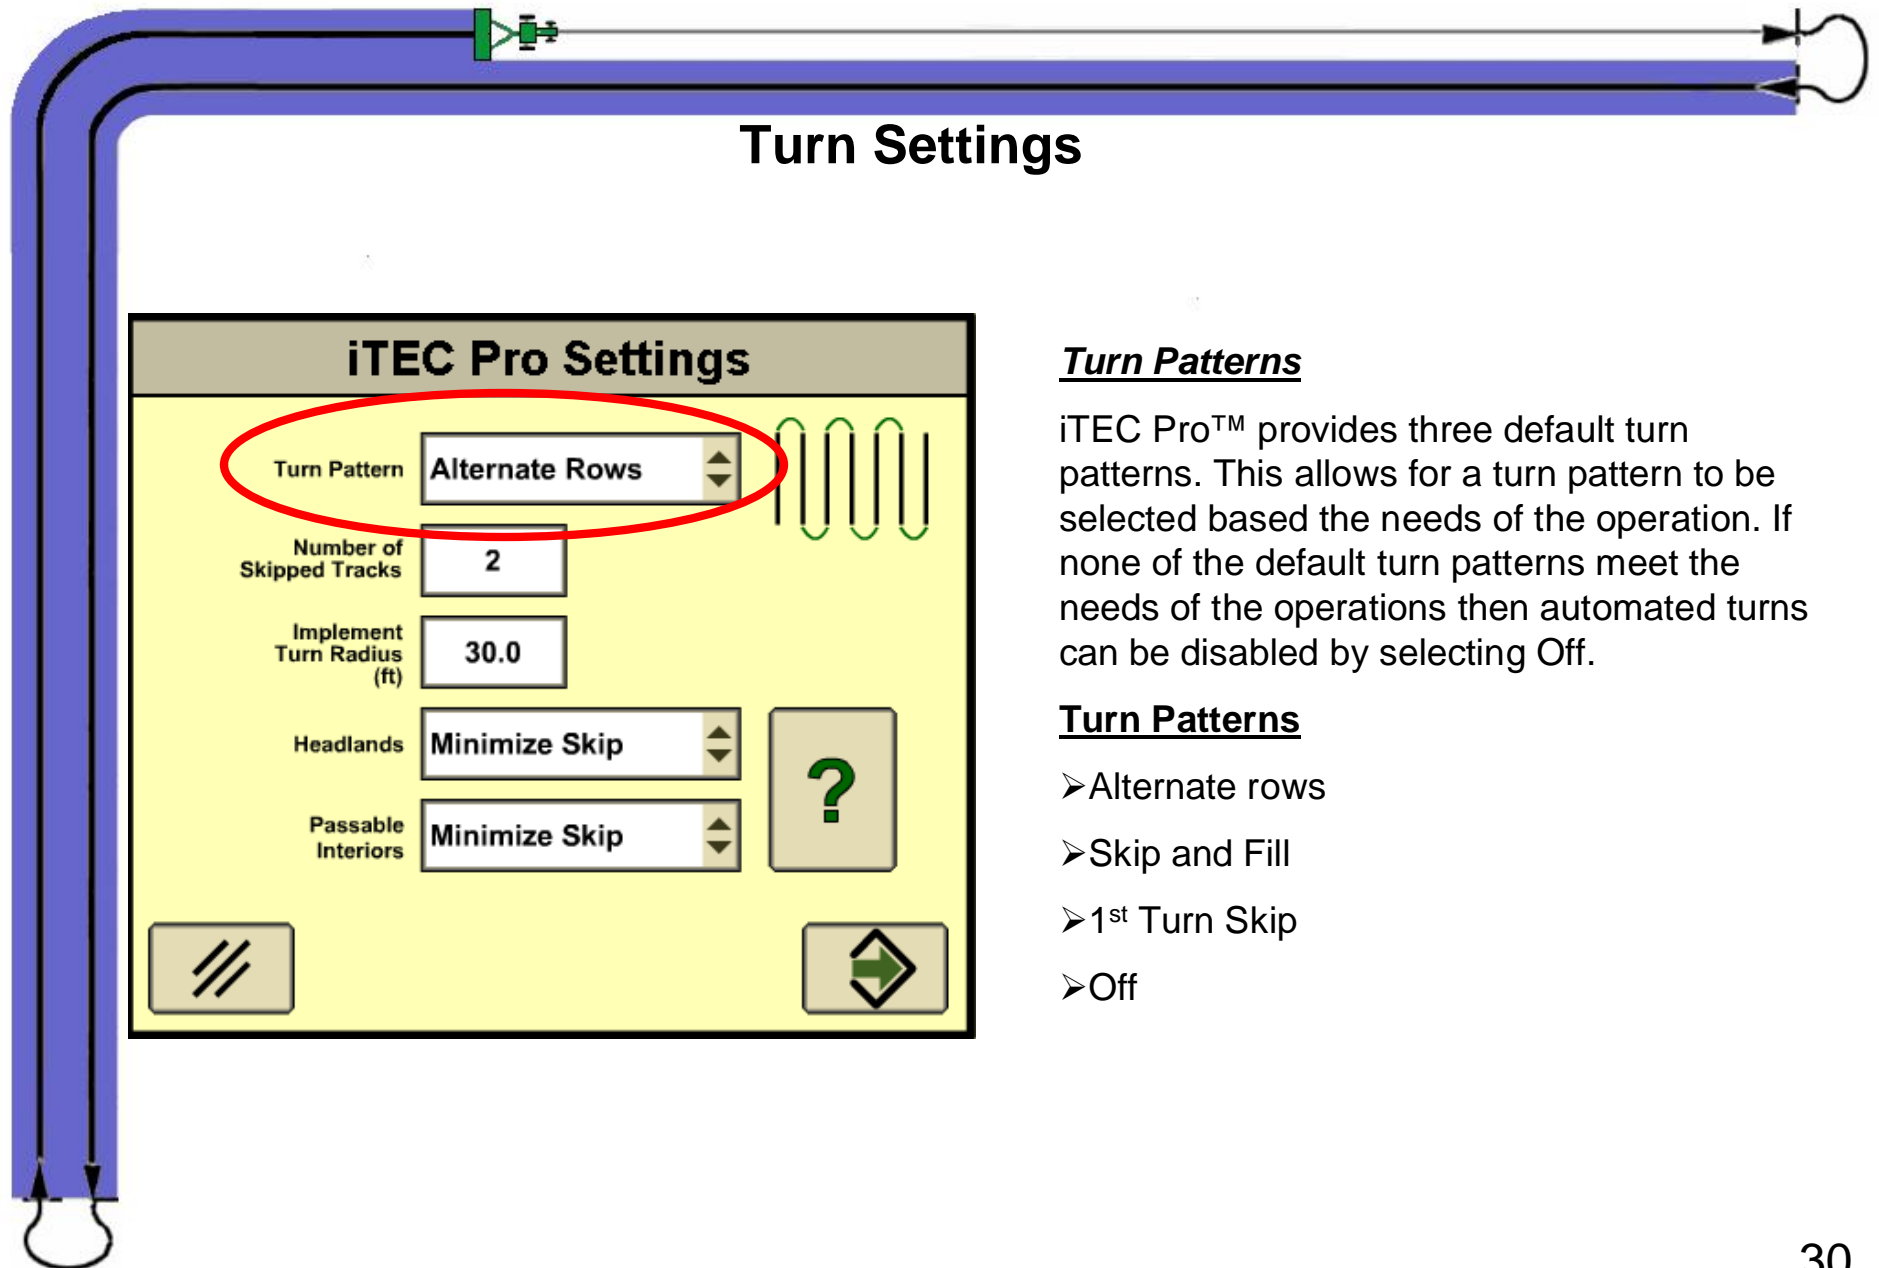 Turn Settings
iTEC Pro Settings
Turn Pattern
Alternate Rows
Number of
Skipped Tracks
2
Implement
Turn Radius
(ft)
30.0
Headlands
Minimize Skip
Passable
Interiors
Minimize Skip
?
Turn Patterns
iTEC Pro™ provides three default turn
patterns. This allows for a turn pattern to be
selected based the needs of the operation. If
none of the default turn patterns meet the
needs of the operations then automated turns
can be disabled by selecting Off.
Turn Patterns
➢Alternate rows
➢Skip and Fill
➢1st Turn Skip
➢Off
30